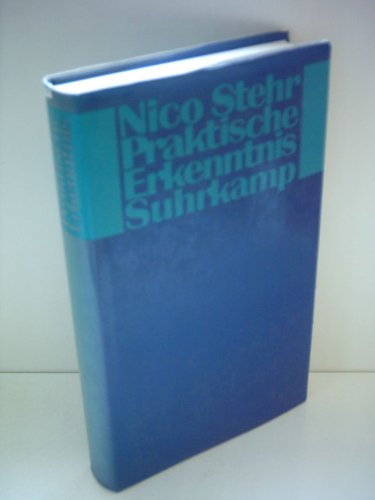 Nico Stehr
Praktische
Erkenntnis
Suhrkamp